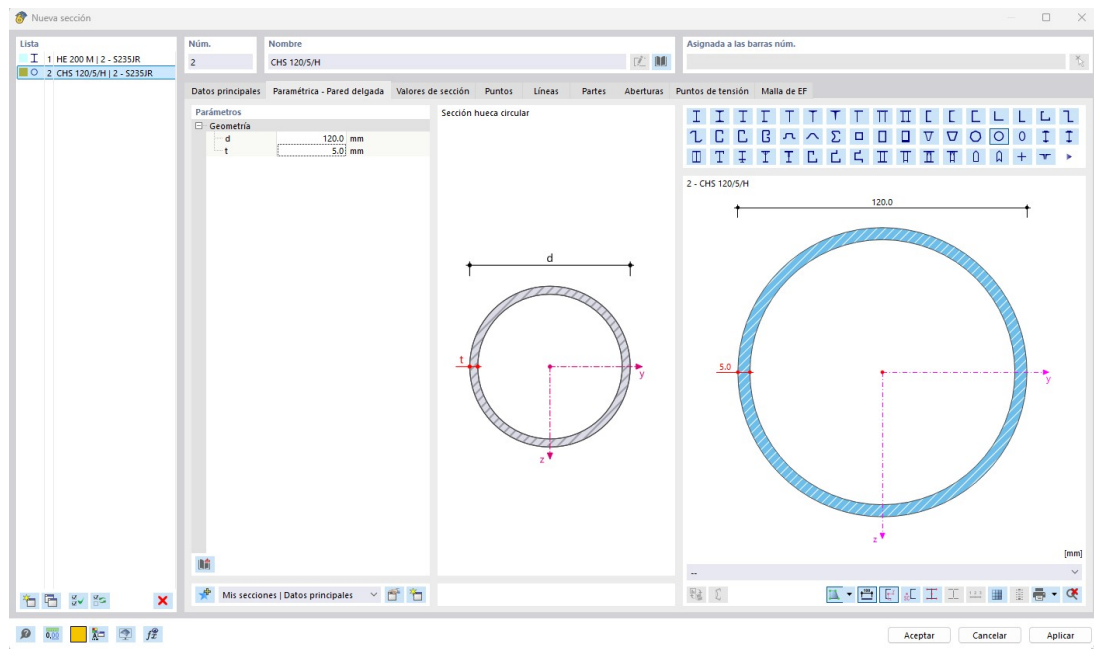 Nueva sección
Lista
1 HE 200 M | 2 - S235JR
2 CHS 120/5/H | 2 - S235JR
Núm.
2
Nombre
CHS 120/5/H
Asignada a las barras núm.
Datos principales Paramétrica - Pared delgada Valores de sección Puntos Líneas Partes Aberturas Puntos de tensión Malla de EF
Parámetros
Geometría
d 120.0 mm
t 5.0 mm
Sección hueca circular
d
t
y
z
2 - CHS 120/5/H
120.0
5.0
y
z
[mm]
--
Mis secciones | Datos principales
Aceptar Cancelar Aplicar